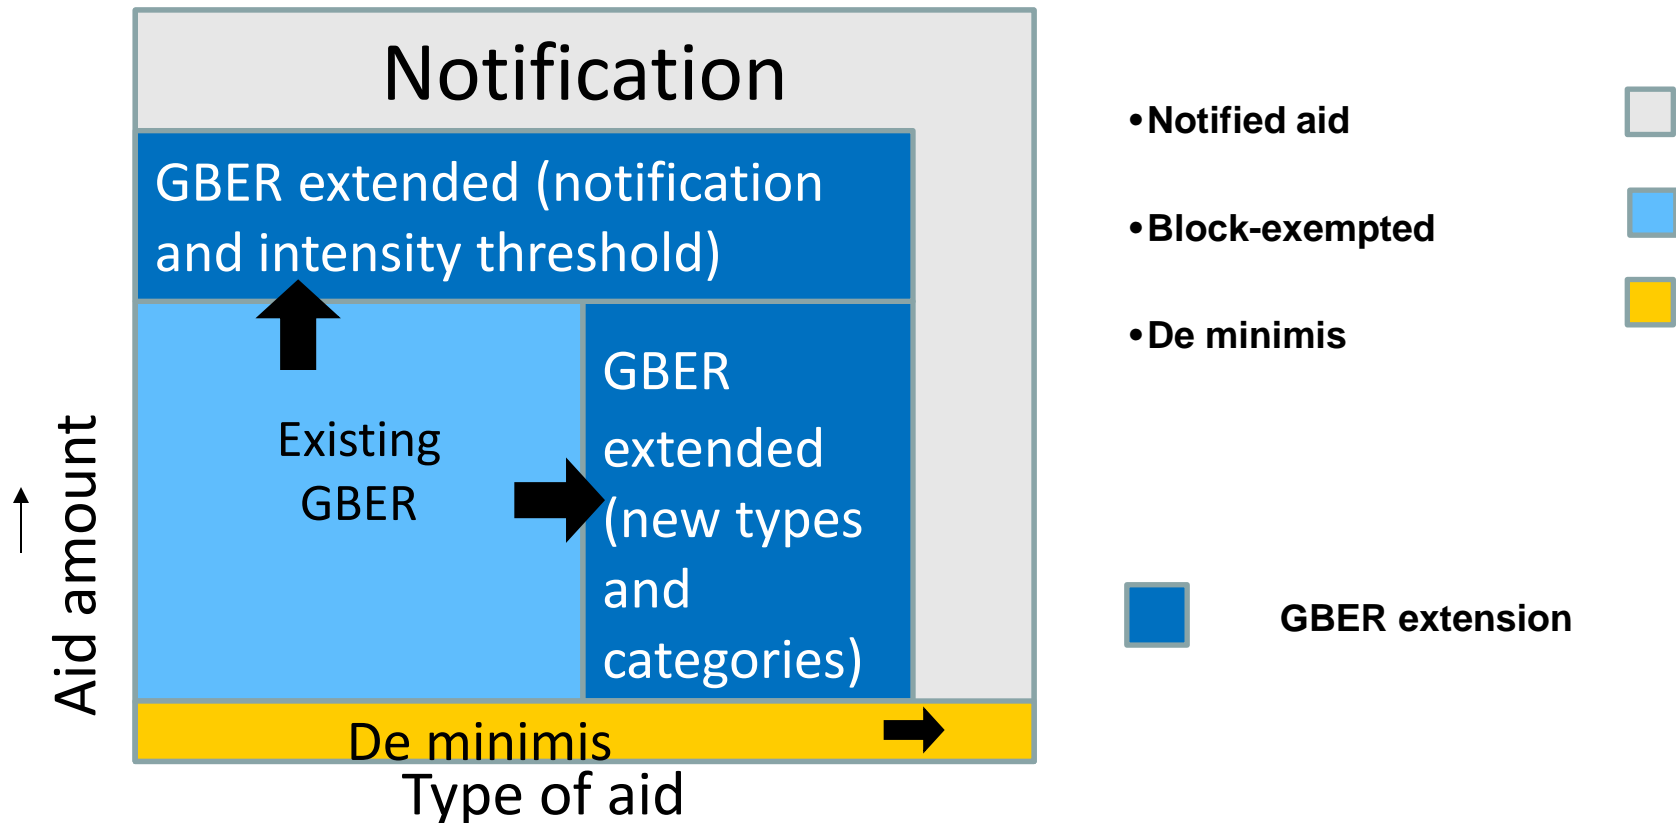 Notification
GBER extended (notification
and intensity threshold)
Existing
GBER
GBER
extended
(new types
and
categories)
De minimis
Aid amount
Type of aid
•Notified aid
•Block-exempted
•De minimis
GBER extension